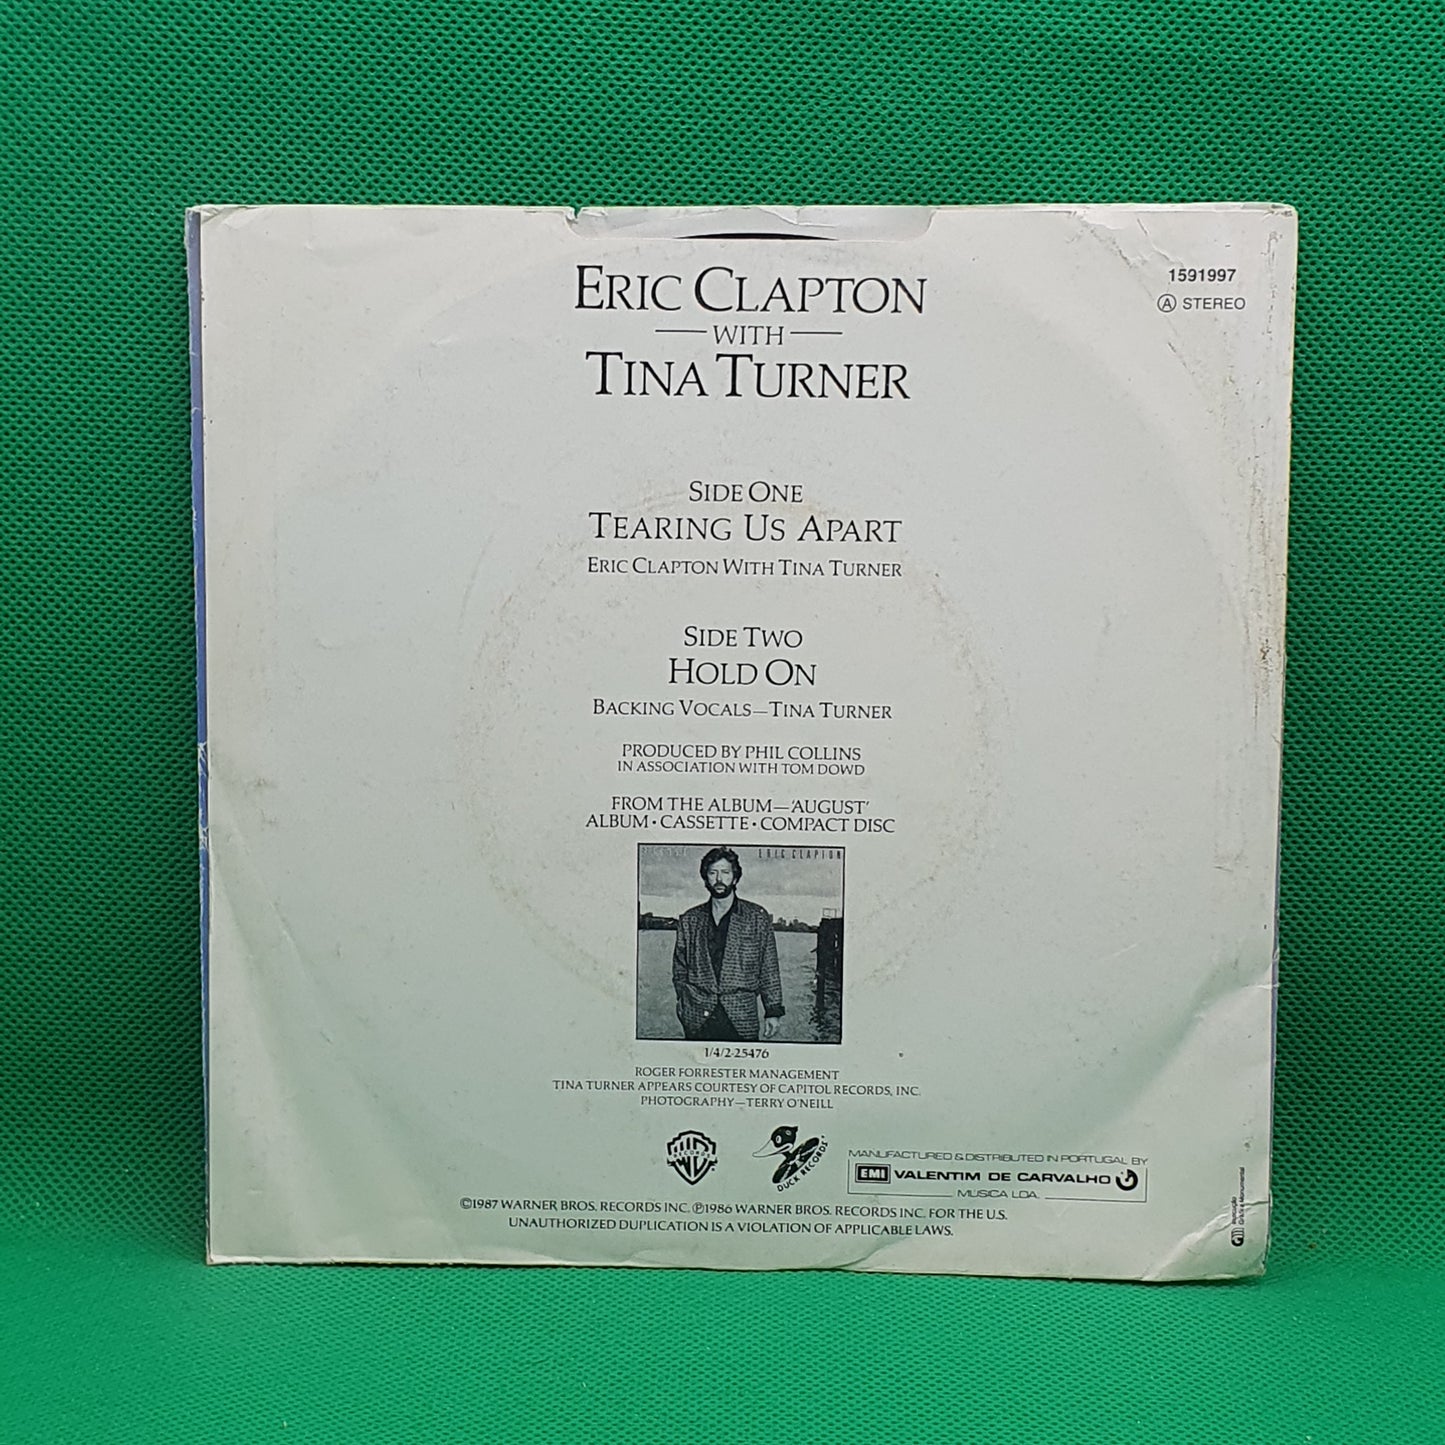 ERIC CLAPTON
WITH
TINA TURNER
1591997
Ⓐ STEREO
SIDE ONE
TEARING US APART
ERIC CLAPTON WITH TINA TURNER
SIDE TWO
HOLD ON
BACKING VOCALS—TINA TURNER
PRODUCED BY PHIL COLLINS
IN ASSOCIATION WITH TOM DOWD
FROM THE ALBUM—'AUGUST'
ALBUM • CASSETTE • COMPACT DISC
ERIC CLAPTON
1/4/2-25476
ROGER FORRESTER MANAGEMENT
TINA TURNER APPEARS COURTESY OF CAPITOL RECORDS, INC.
PHOTOGRAPHY—TERRY O'NEILL
WB
RECORDS
DUCK RECORDS
MANUFACTURED & DISTRIBUTED IN PORTUGAL BY
EMI VALENTIM DE CARVALHO
MUSICA LDA.
©1987 WARNER BROS. RECORDS INC. ℗1986 WARNER BROS. RECORDS INC. FOR THE U.S.
UNAUTHORIZED DUPLICATION IS A VIOLATION OF APPLICABLE LAWS.